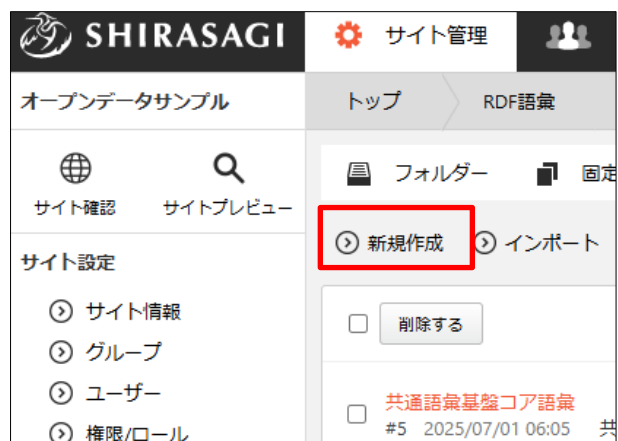 SHIRASAGI サイト管理
オープンデータサンプル トップ RDF語彙
フォルダー 固定
サイト確認 サイトプレビュー
新規作成 インポート
サイト設定
サイト情報
削除する
グループ
ユーザー
共通語彙基盤コア語彙
権限/ロール #5 2025/07/01 06:05 共